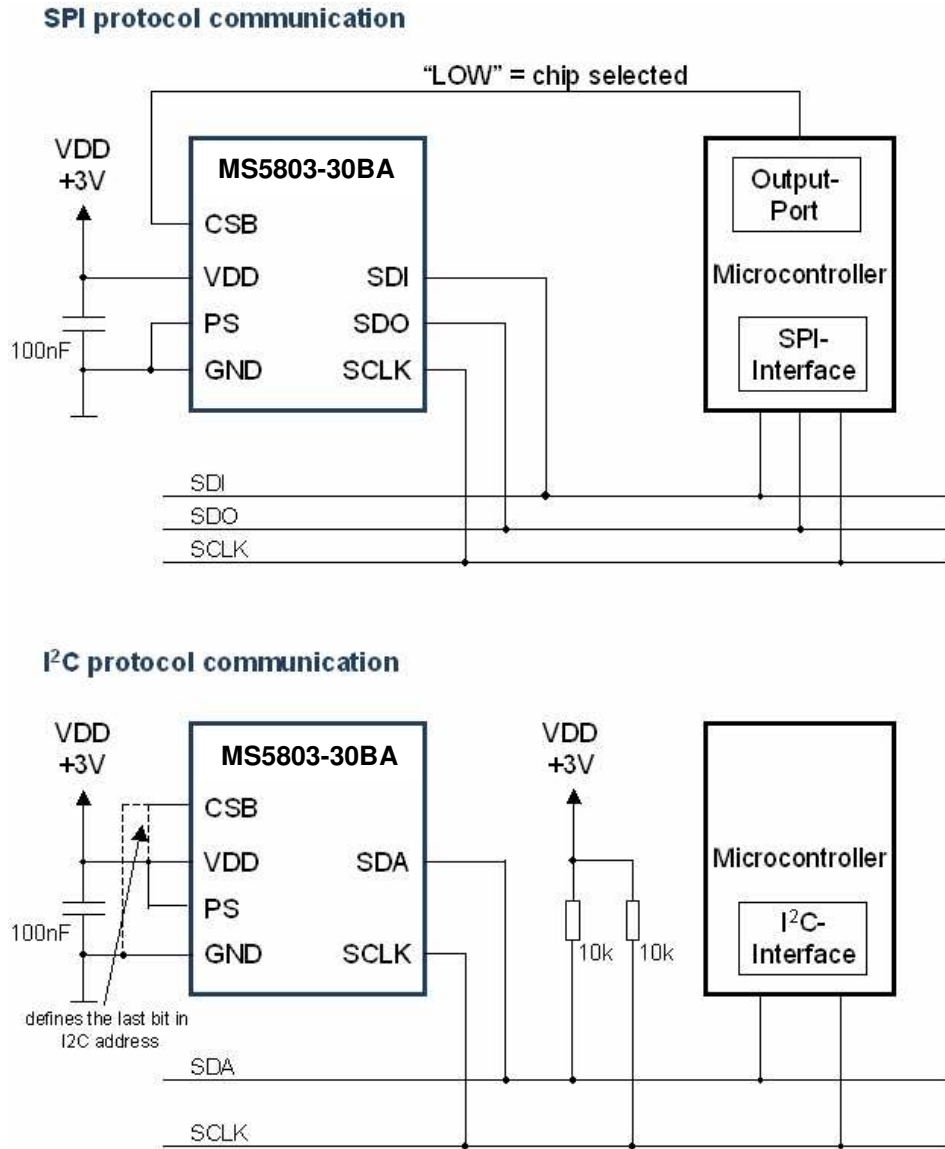 SPI protocol communication
"LOW" = chip selected
VDD
+3V
100nF
MS5803-30BA
CSB
VDD
PS
GND
SDI
SDO
SCLK
Output-
Port
Microcontroller
SPI-
Interface
SDI
SDO
SCLK
I²C protocol communication
VDD
+3V
100nF
defines the last bit in
I2C address
MS5803-30BA
CSB
VDD
PS
GND
SDA
SCLK
VDD
+3V
10k
10k
Microcontroller
I²C-
Interface
SDA
SCLK